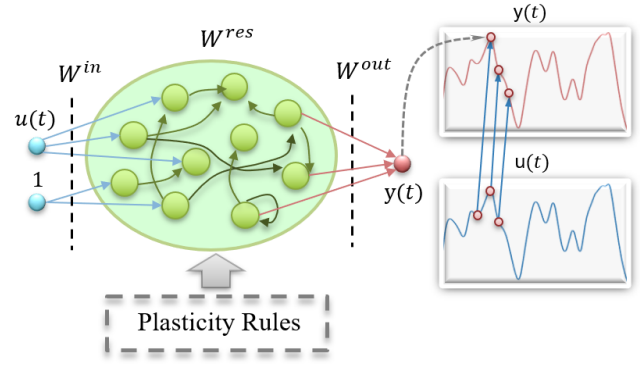 W^{res}
W^{in}
W^{out}
u(t)
1
y(t)
Plasticity Rules
y(t)
u(t)